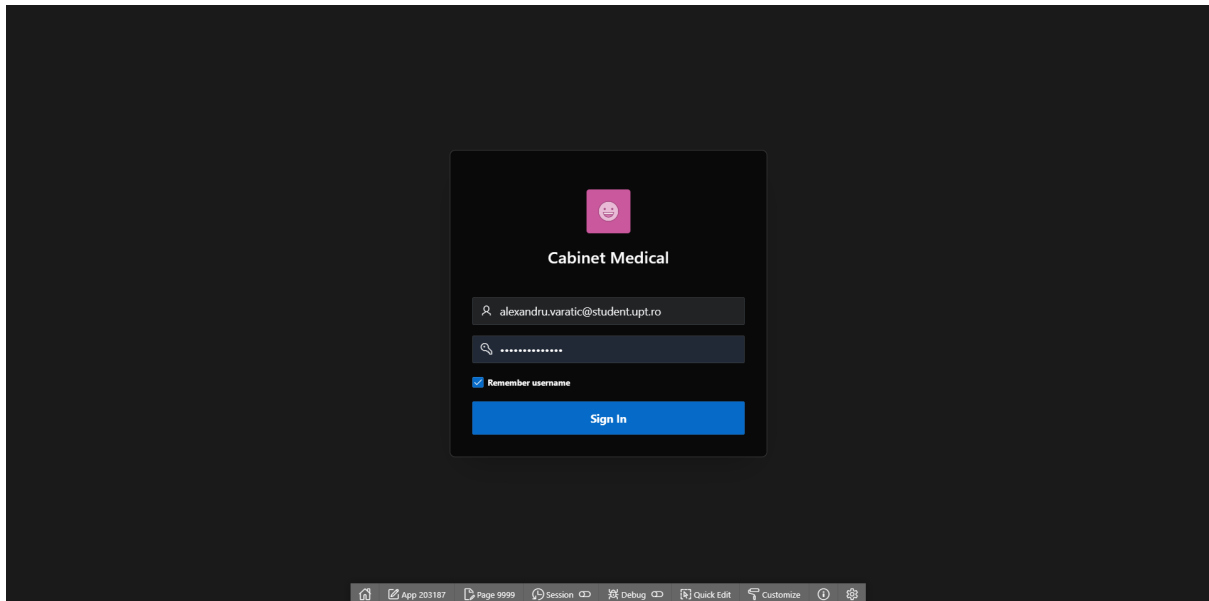 Cabinet Medical
alexandru.varatic@student.upt.ro
••••••••••••••
Remember username
Sign In
App 203187 Page 9999 Session Debug Quick Edit Customize